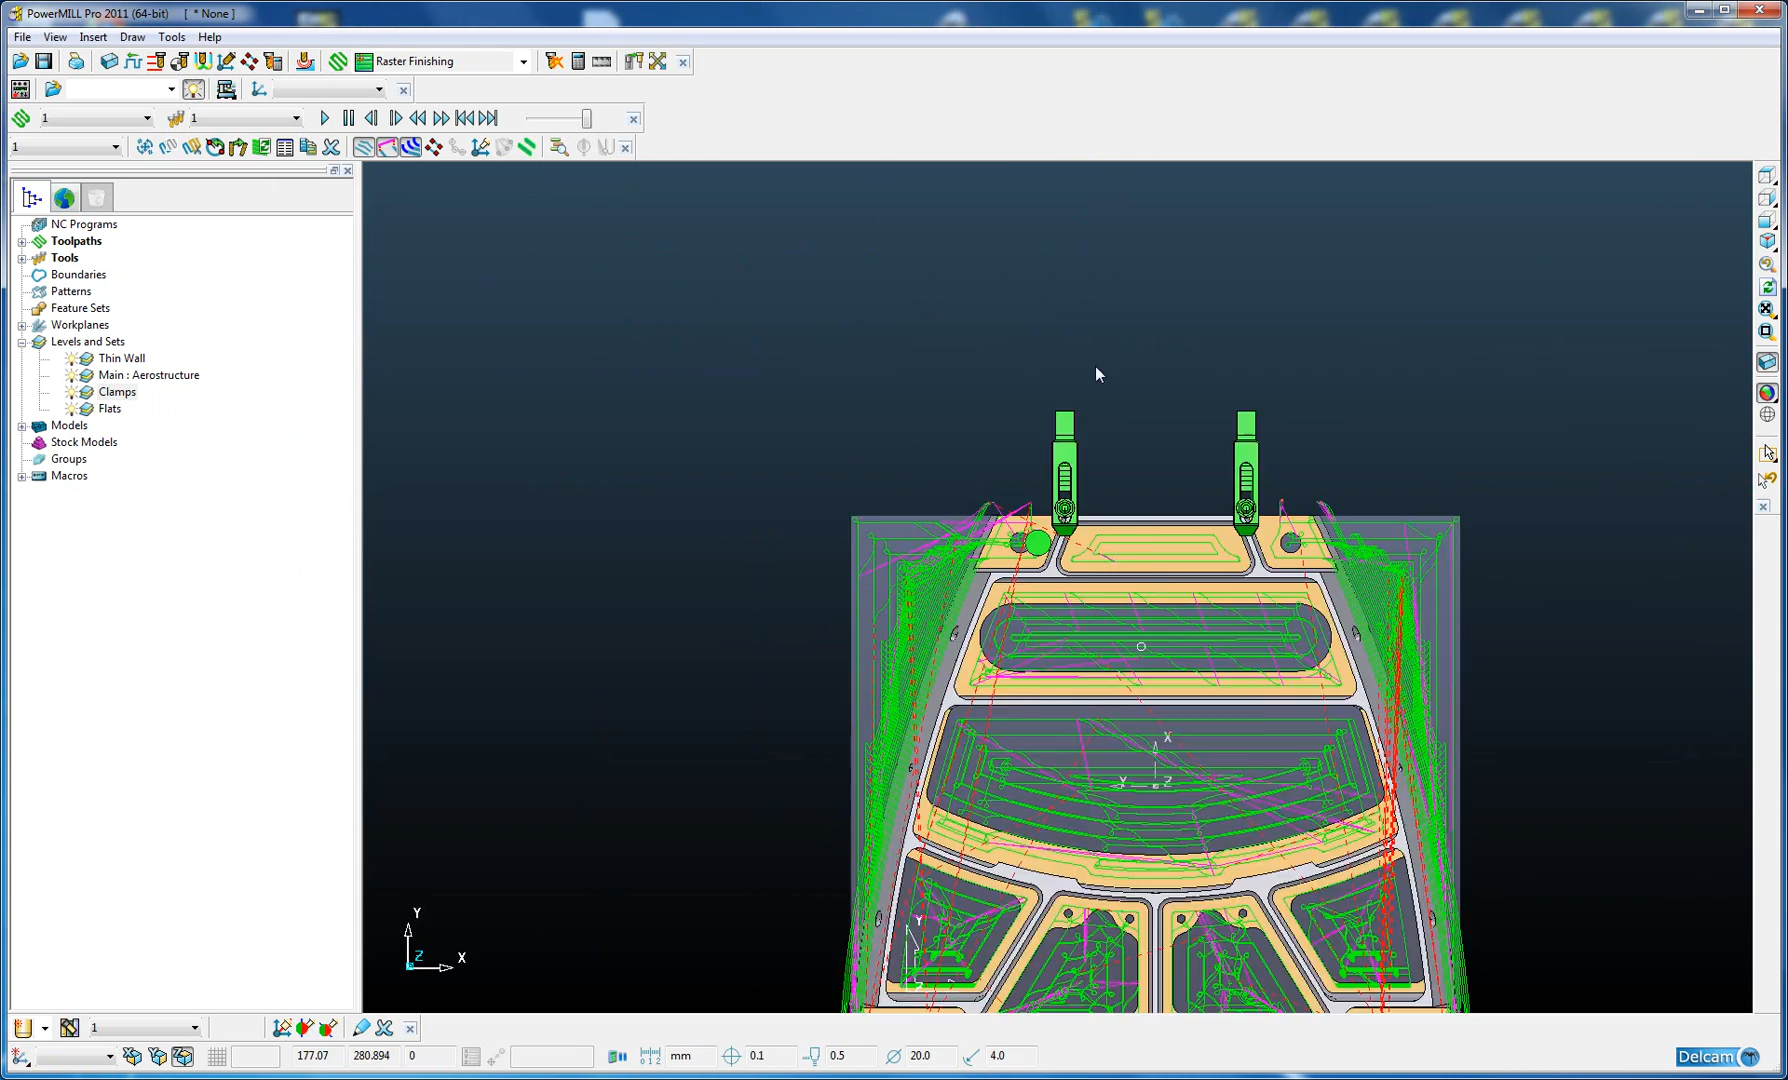 PowerMILL Pro 2011 (64-bit) [ * None ]
File View Insert Draw Tools Help
Raster Finishing
1 1
1
NC Programs
Toolpaths
Tools
Boundaries
Patterns
Feature Sets
Workplanes
Levels and Sets
Thin Wall
Main : Aerostructure
Clamps
Flats
Models
Stock Models
Groups
Macros
X
Y Z
Y
Y
Z X
Z
1
177.07 280.894 0 mm 0.1 0.5 20.0 4.0
Delcam